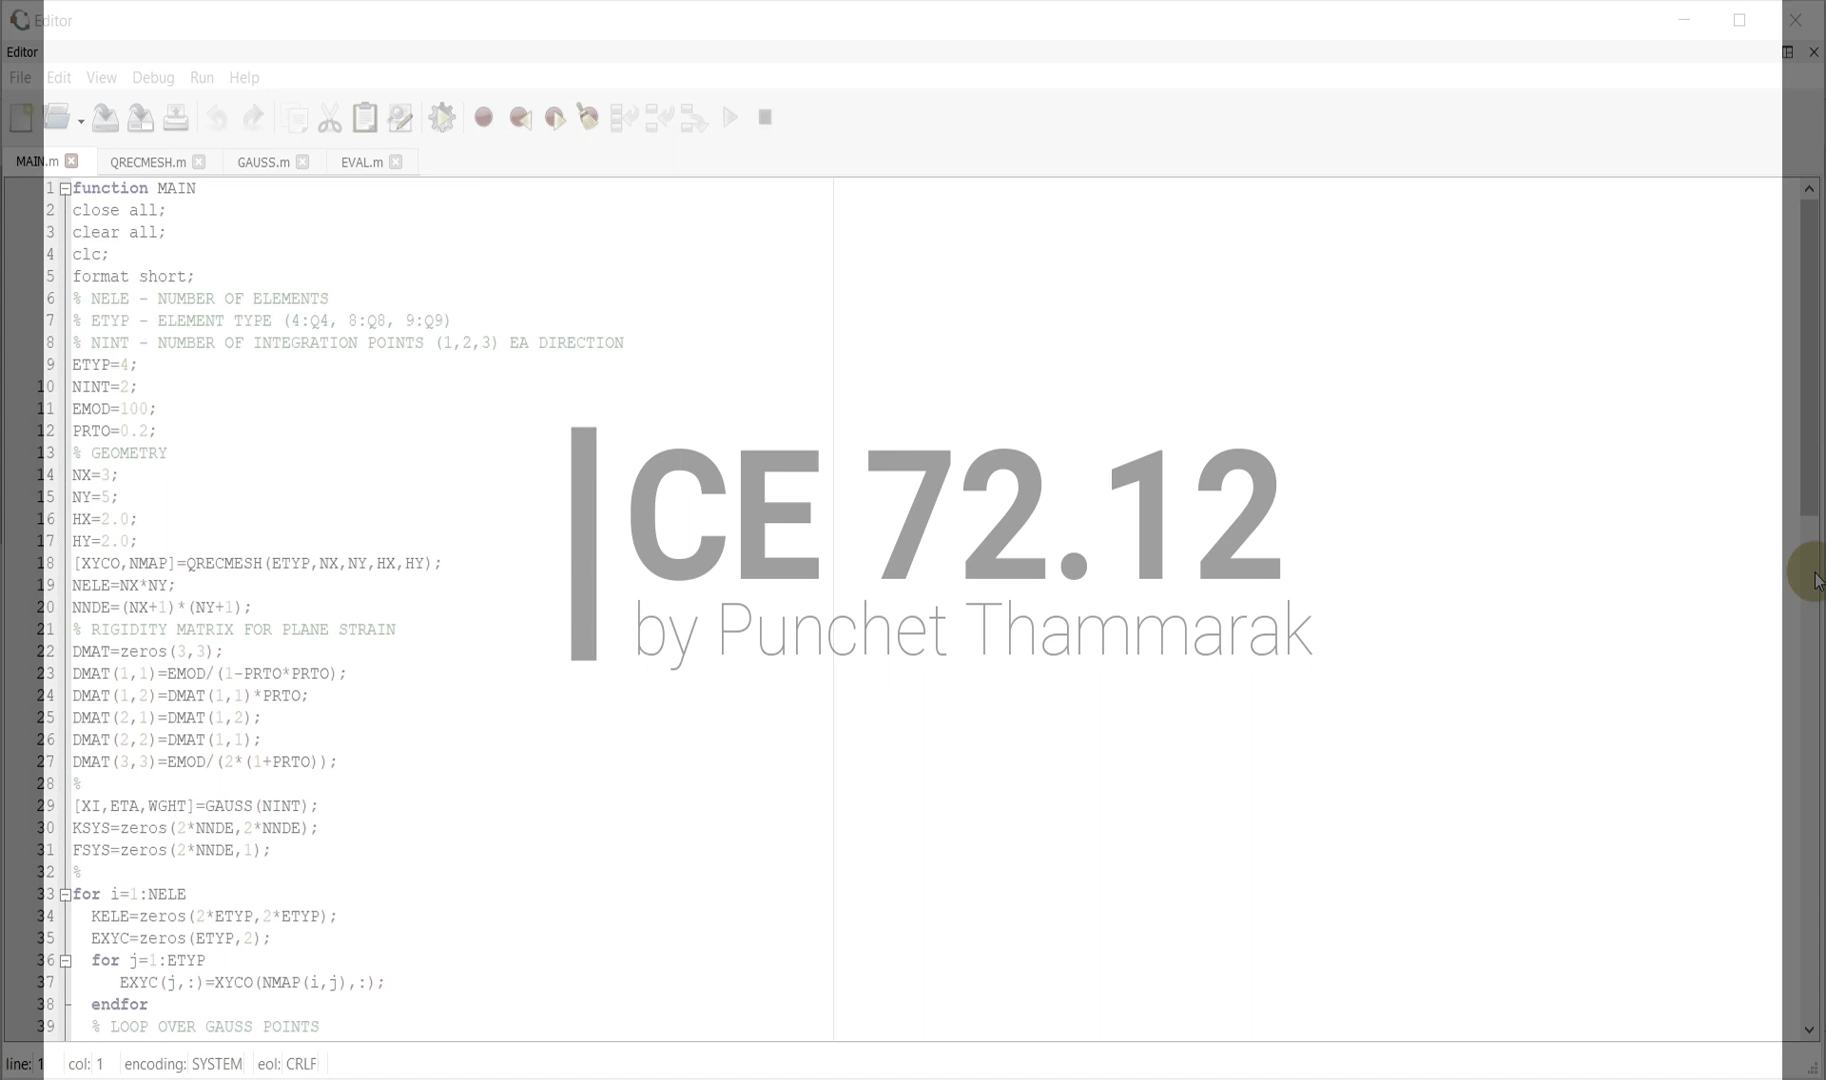 Editor
Editor
File Edit View Debug Run Help
MAIN.m QRECMESH.m GAUSS.m EVAL.m
1 function MAIN
2 close all;
3 clear all;
4 clc;
5 format short;
6 % NELE - NUMBER OF ELEMENTS
7 % ETYP - ELEMENT TYPE (4:Q4, 8:Q8, 9:Q9)
8 % NINT - NUMBER OF INTEGRATION POINTS (1,2,3) EA DIRECTION
9 ETYP=4;
10 NINT=2;
11 EMOD=100;
12 PRTO=0.2;
13 % GEOMETRY
14 NX=3;
15 NY=5;
16 HX=2.0;
17 HY=2.0;
18 [XYCO,NMAP]=QRECMESH(ETYP,NX,NY,HX,HY);
19 NELE=NX*NY;
20 NNDE=(NX+1)*(NY+1);
21 % RIGIDITY MATRIX FOR PLANE STRAIN
22 DMAT=zeros(3,3);
23 DMAT(1,1)=EMOD/(1-PRTO*PRTO);
24 DMAT(1,2)=DMAT(1,1)*PRTO;
25 DMAT(2,1)=DMAT(1,2);
26 DMAT(2,2)=DMAT(1,1);
27 DMAT(3,3)=EMOD/(2*(1+PRTO));
28 %
29 [XI,ETA,WGHT]=GAUSS(NINT);
30 KSYS=zeros(2*NNDE,2*NNDE);
31 FSYS=zeros(2*NNDE,1);
32 %
33 for i=1:NELE
34 KELE=zeros(2*ETYP,2*ETYP);
35 EXYC=zeros(ETYP,2);
36 for j=1:ETYP
37 EXYC(j,:)=XYCO(NMAP(i,j),:);
38 endfor
39 % LOOP OVER GAUSS POINTS
CE 72.12
by Punchet Thammarak
line: 1 col: 1 encoding: SYSTEM eol: CRLF